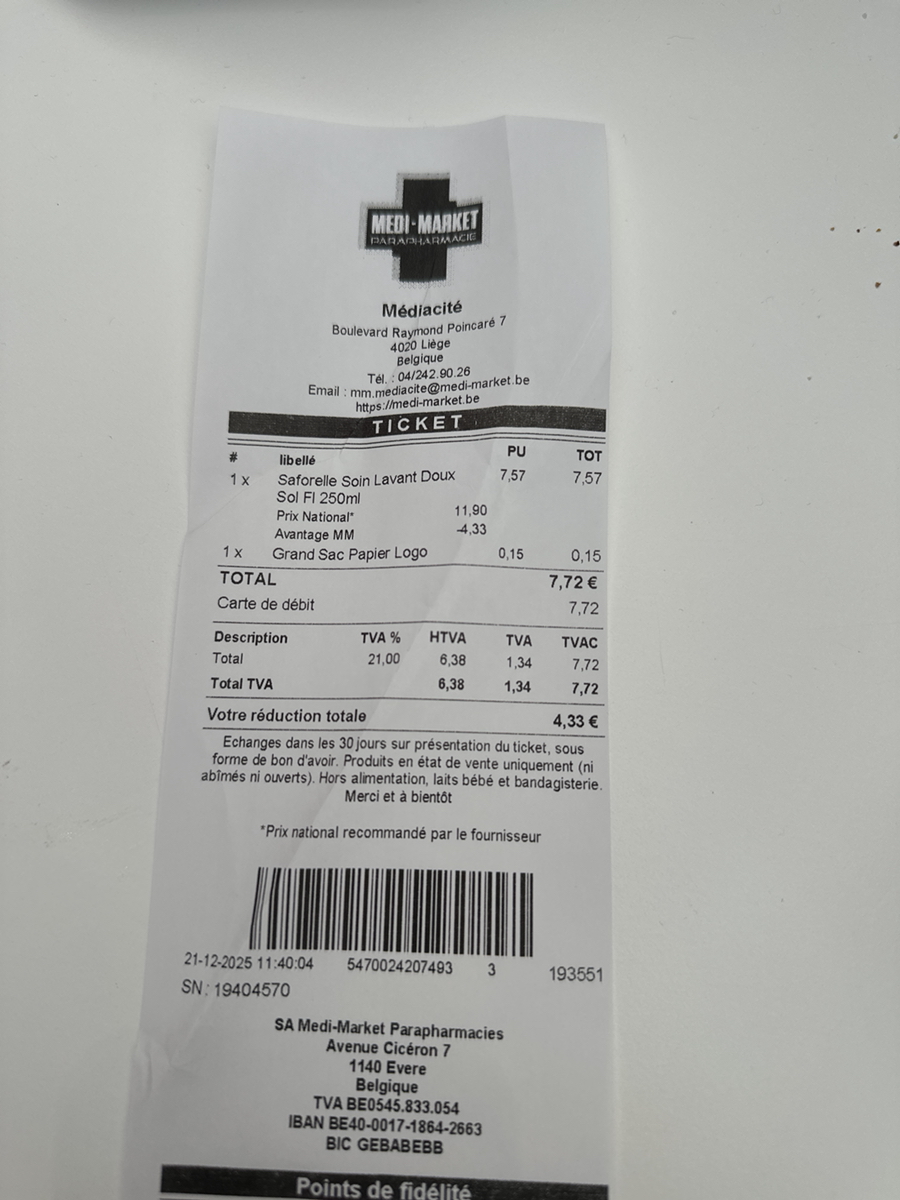 MEDI-MARKET
PARAPHARMACIE
Médiacité
Boulevard Raymond Poincaré 7
4020 Liège
Belgique
Tél. : 04/242.90.26
Email : mm.mediacite@medi-market.be
https://medi-market.be
TICKET
# libellé PU TOT
1 x Saforelle Soin Lavant Doux 7,57 7,57
Sol Fl 250ml
Prix National* 11,90
Avantage MM -4,33
1 x Grand Sac Papier Logo 0,15 0,15
TOTAL 7,72 €
Carte de débit 7,72
Description TVA % HTVA TVA TVAC
Total 21,00 6,38 1,34 7,72
Total TVA 6,38 1,34 7,72
Votre réduction totale 4,33 €
Echanges dans les 30 jours sur présentation du ticket, sous
forme de bon d'avoir. Produits en état de vente uniquement (ni
abîmés ni ouverts). Hors alimentation, laits bébé et bandagisterie.
Merci et à bientôt
*Prix national recommandé par le fournisseur
21-12-2025 11:40:04 5470024207493 3 193551
SN: 19404570
SA Medi-Market Parapharmacies
Avenue Cicéron 7
1140 Evere
Belgique
TVA BE0545.833.054
IBAN BE40-0017-1864-2663
BIC GEBABEBB
Points de fidélité